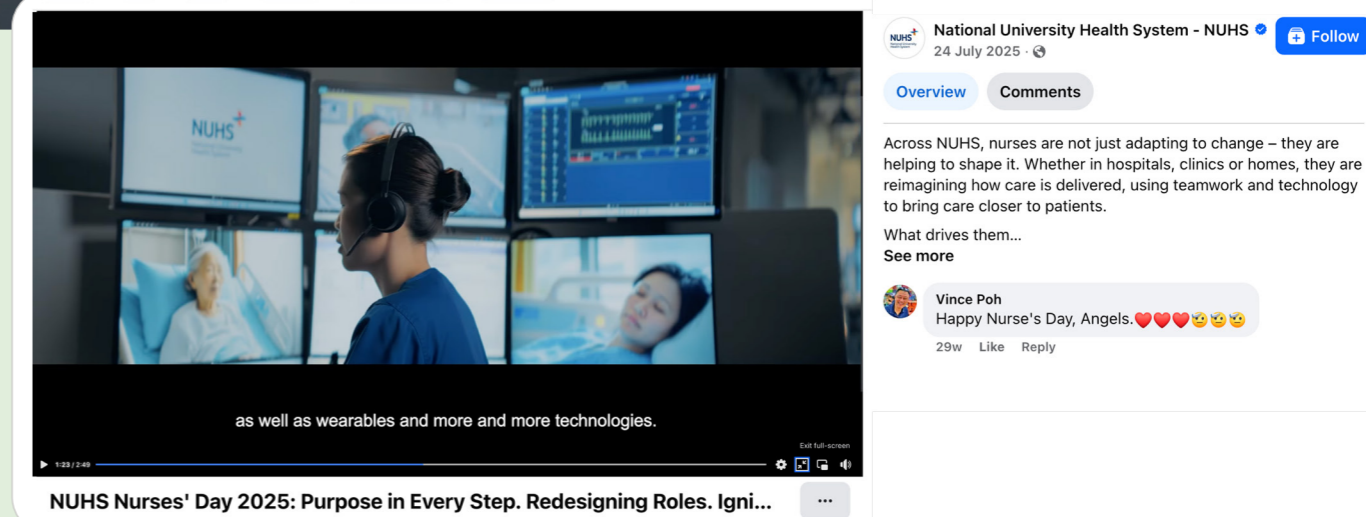 NUHS
as well as wearables and more and more technologies.
Exit full-screen
1:23 / 2:49
NUHS Nurses' Day 2025: Purpose in Every Step. Redesigning Roles. Igni...
NUHS
National University Health System - NUHS
Follow
24 July 2025 ·
Overview
Comments
Across NUHS, nurses are not just adapting to change – they are
helping to shape it. Whether in hospitals, clinics or homes, they are
reimagining how care is delivered, using teamwork and technology
to bring care closer to patients.
What drives them...
See more
Vince Poh
Happy Nurse's Day, Angels.❤️❤️❤️🫡🫡🫡
29w Like Reply